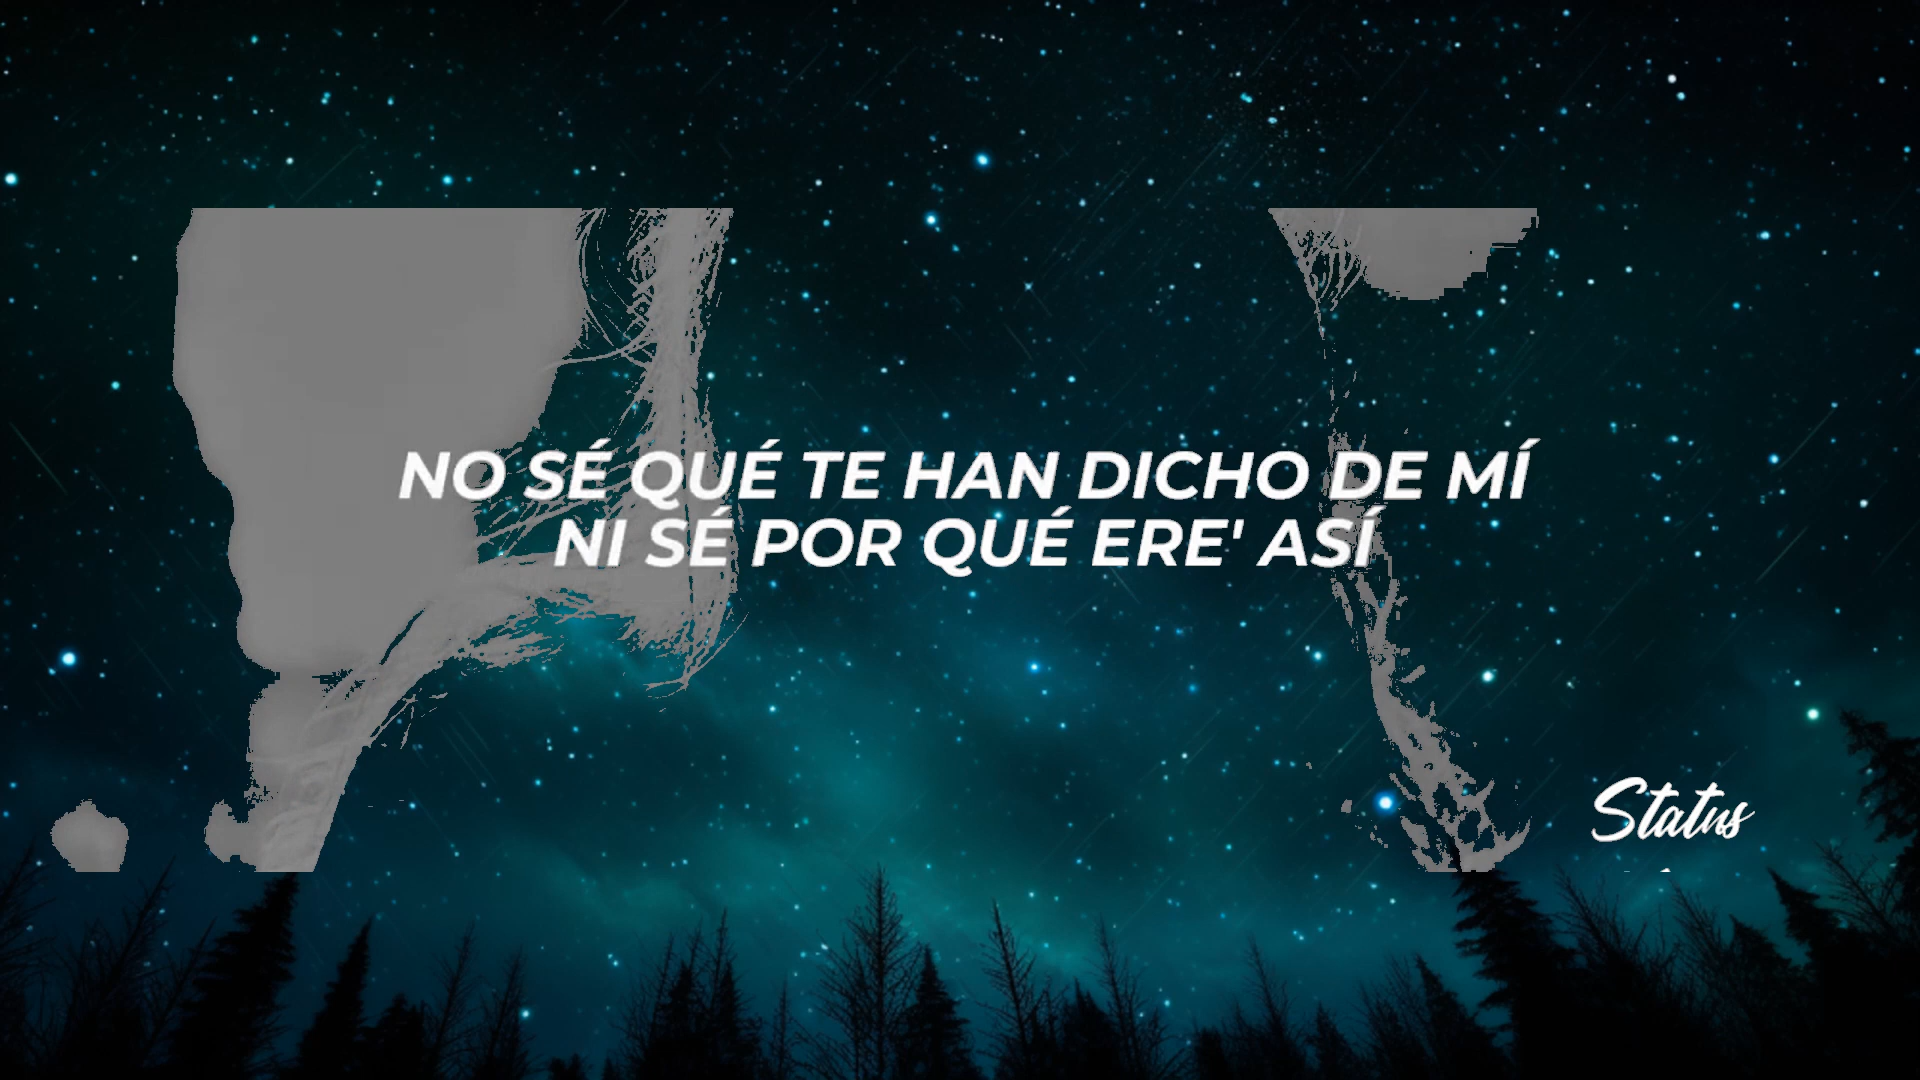 NO SÉ QUÉ TE HAN DICHO DE MÍ
NI SÉ POR QUÉ ERE' ASÍ
Status